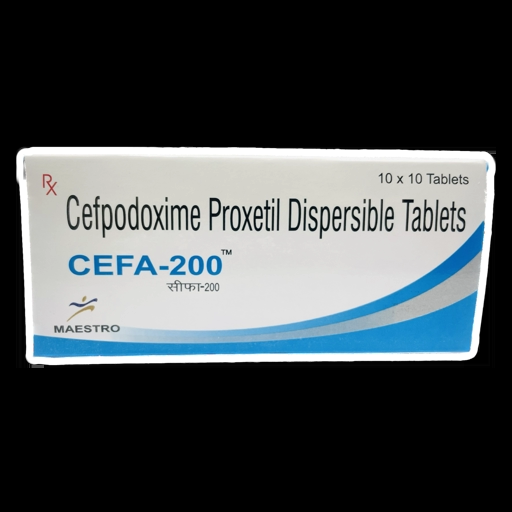 Rx
10 x 10 Tablets
Cefpodoxime Proxetil Dispersible Tablets
CEFA-200™
सीफा-200
MAESTRO